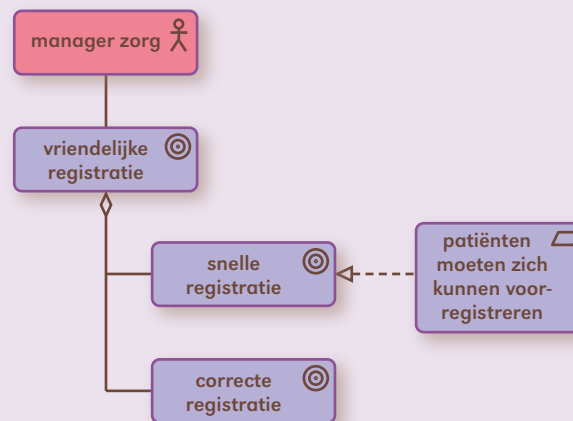 manager zorg
vriendelijke
registratie
snelle
registratie
patiënten
moeten zich
kunnen voor-
registreren
correcte
registratie